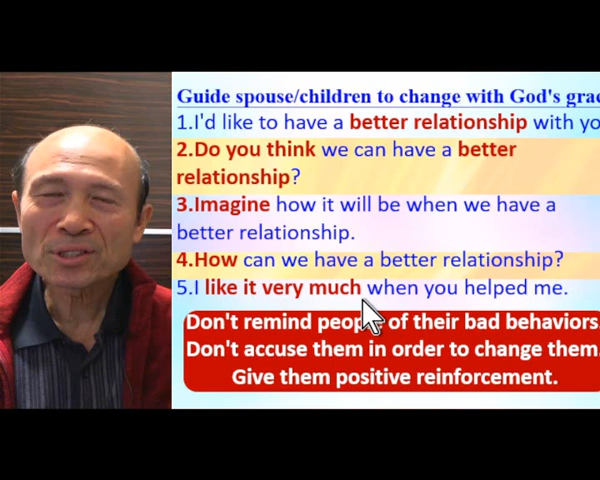 Guide spouse/children to change with God's grac
1.I'd like to have a better relationship with yo
2.Do you think we can have a better
relationship?
3.Imagine how it will be when we have a
better relationship.
4.How can we have a better relationship?
5.I like it very much when you helped me.
Don't remind people of their bad behaviors.
Don't accuse them in order to change them.
Give them positive reinforcement.